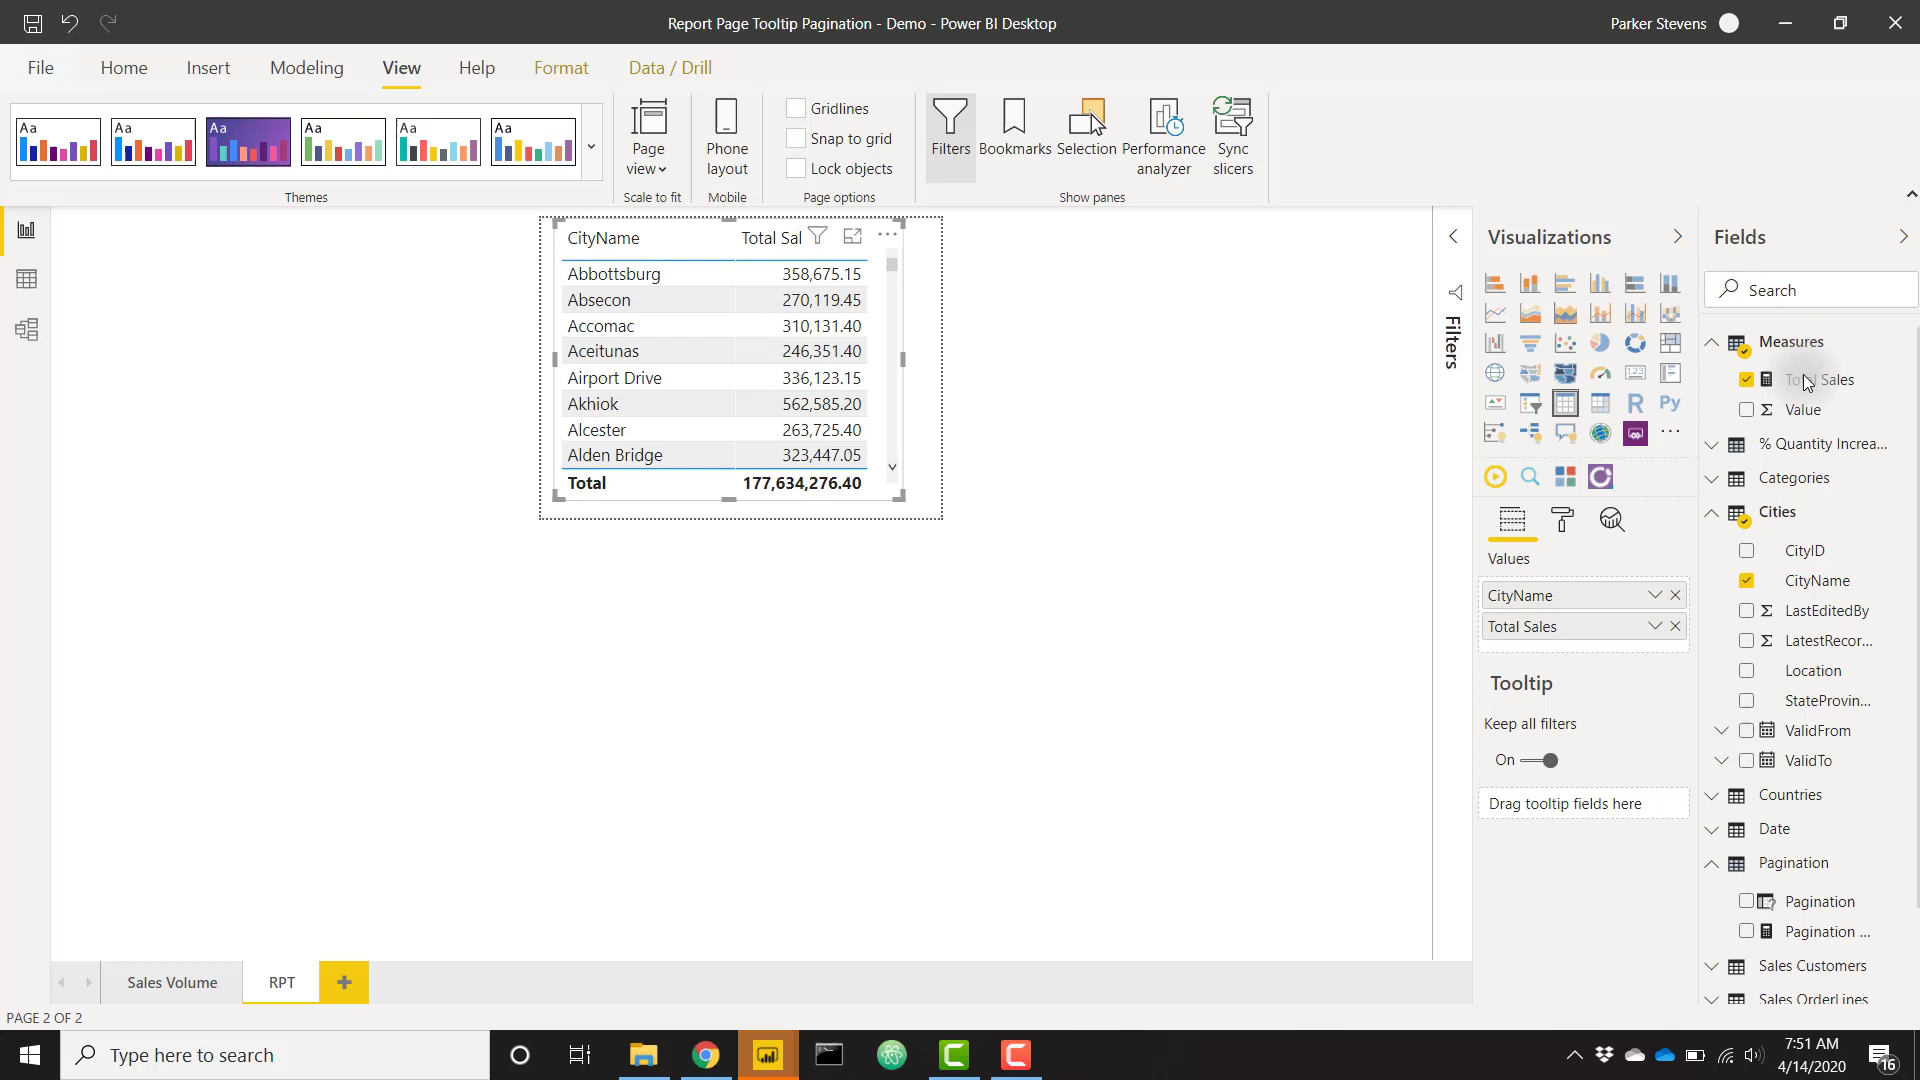 Report Page Tooltip Pagination - Demo - Power BI Desktop
Parker Stevens
File Home Insert Modeling View Help Format Data / Drill
Aa Aa Aa Aa Aa Aa
Themes
Page view
Scale to fit
Phone layout
Mobile
Gridlines
Snap to grid
Lock objects
Page options
Filters
Bookmarks
Selection
Performance analyzer
Sync slicers
Show panes
CityName Total Sal
Abbottsburg 358,675.15
Absecon 270,119.45
Accomac 310,131.40
Aceitunas 246,351.40
Airport Drive 336,123.15
Akhiok 562,585.20
Alcester 263,725.40
Alden Bridge 323,447.05
Total 177,634,276.40
Filters
Visualizations
123
R Py
Values
CityName
Total Sales
Tooltip
Keep all filters
On
Drag tooltip fields here
Fields
Search
Measures
Total Sales
Value
% Quantity Increa...
Categories
Cities
CityID
CityName
LastEditedBy
LatestRecor...
Location
StateProvin...
ValidFrom
ValidTo
Countries
Date
Pagination
Pagination
Pagination ...
Sales Customers
Sales OrderLines
Sales Volume RPT
PAGE 2 OF 2
Type here to search
7:51 AM
4/14/2020
16